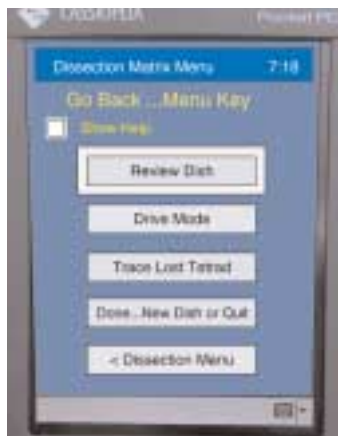 Pocket PC
Dissection Matrix Menu 7:18
Go Back ...Menu Key
Show Help
Review Dish
Drive Mode
Trace Last Tetrad
Done...New Dish or Quit
< Dissection Menu